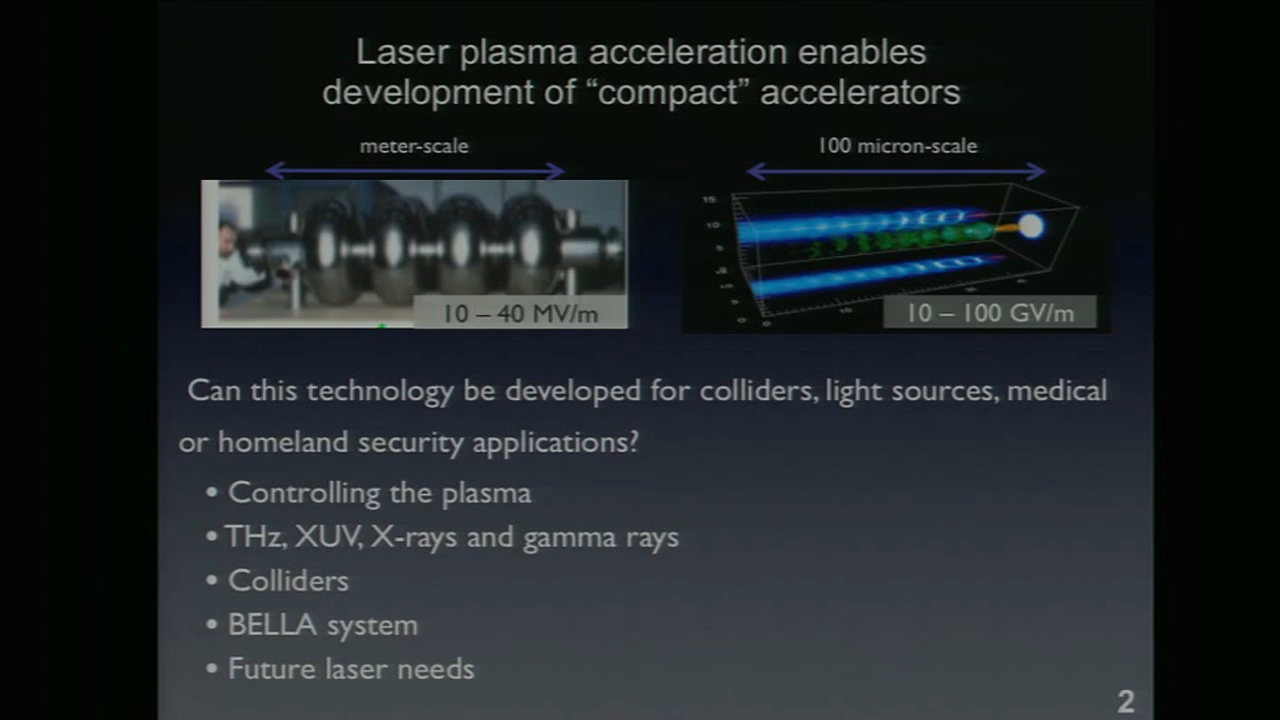 Laser plasma acceleration enables
development of “compact” accelerators
meter-scale
100 micron-scale
10 – 40 MV/m
10 – 100 GV/m
Can this technology be developed for colliders, light sources, medical
or homeland security applications?
• Controlling the plasma
• THz, XUV, X-rays and gamma rays
• Colliders
• BELLA system
• Future laser needs
2